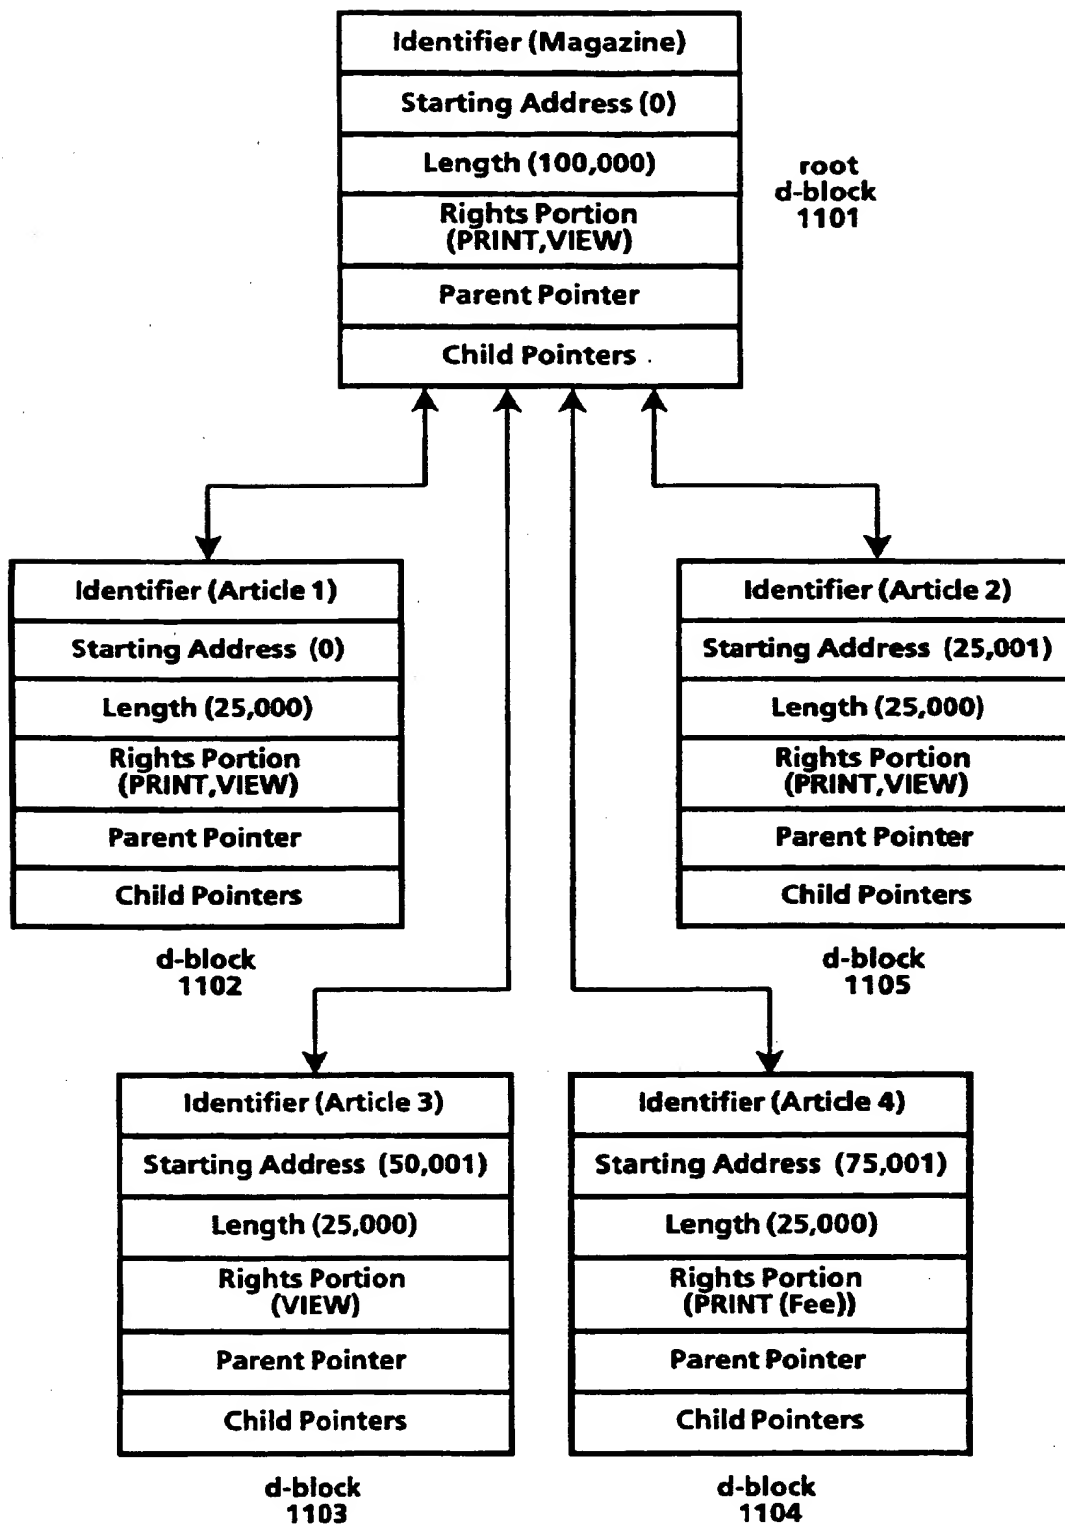 Identifier (Magazine)
Starting Address (0)
Length (100,000)
Rights Portion
(PRINT,VIEW)
Parent Pointer
Child Pointers
root
d-block
1101
Identifier (Article 1)
Starting Address (0)
Length (25,000)
Rights Portion
(PRINT,VIEW)
Parent Pointer
Child Pointers
d-block
1102
Identifier (Article 2)
Starting Address (25,001)
Length (25,000)
Rights Portion
(PRINT,VIEW)
Parent Pointer
Child Pointers
d-block
1105
Identifier (Article 3)
Starting Address (50,001)
Length (25,000)
Rights Portion
(VIEW)
Parent Pointer
Child Pointers
d-block
1103
Identifier (Article 4)
Starting Address (75,001)
Length (25,000)
Rights Portion
(PRINT (Fee))
Parent Pointer
Child Pointers
d-block
1104